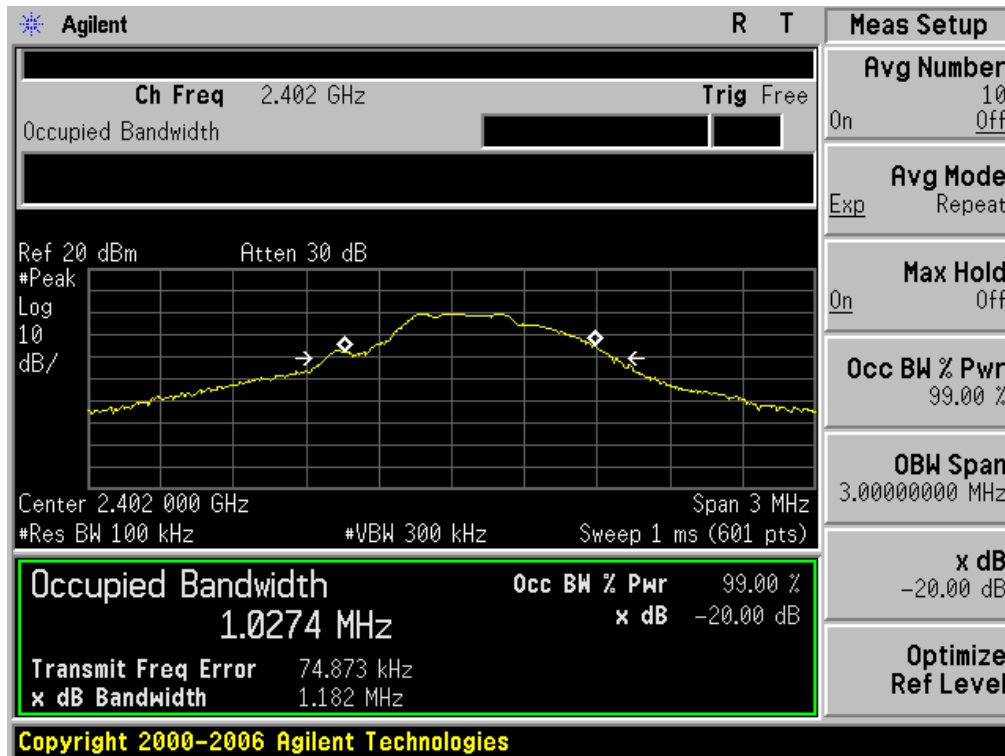 Agilent R T Meas Setup
Ch Freq 2.402 GHz Trig Free
Occupied Bandwidth
Ref 20 dBm Atten 30 dB
#Peak
Log
10
dB/
Center 2.402 000 GHz Span 3 MHz
#Res BW 100 kHz #VBW 300 kHz Sweep 1 ms (601 pts)
Occupied Bandwidth Occ BW % Pwr 99.00 %
1.0274 MHz x dB -20.00 dB
Transmit Freq Error 74.873 kHz
x dB Bandwidth 1.182 MHz
Copyright 2000-2006 Agilent Technologies
Avg Number
10
On Off
Avg Mode
Exp Repeat
Max Hold
On Off
Occ BW % Pwr
99.00 %
OBW Span
3.00000000 MHz
x dB
-20.00 dB
Optimize
Ref Level